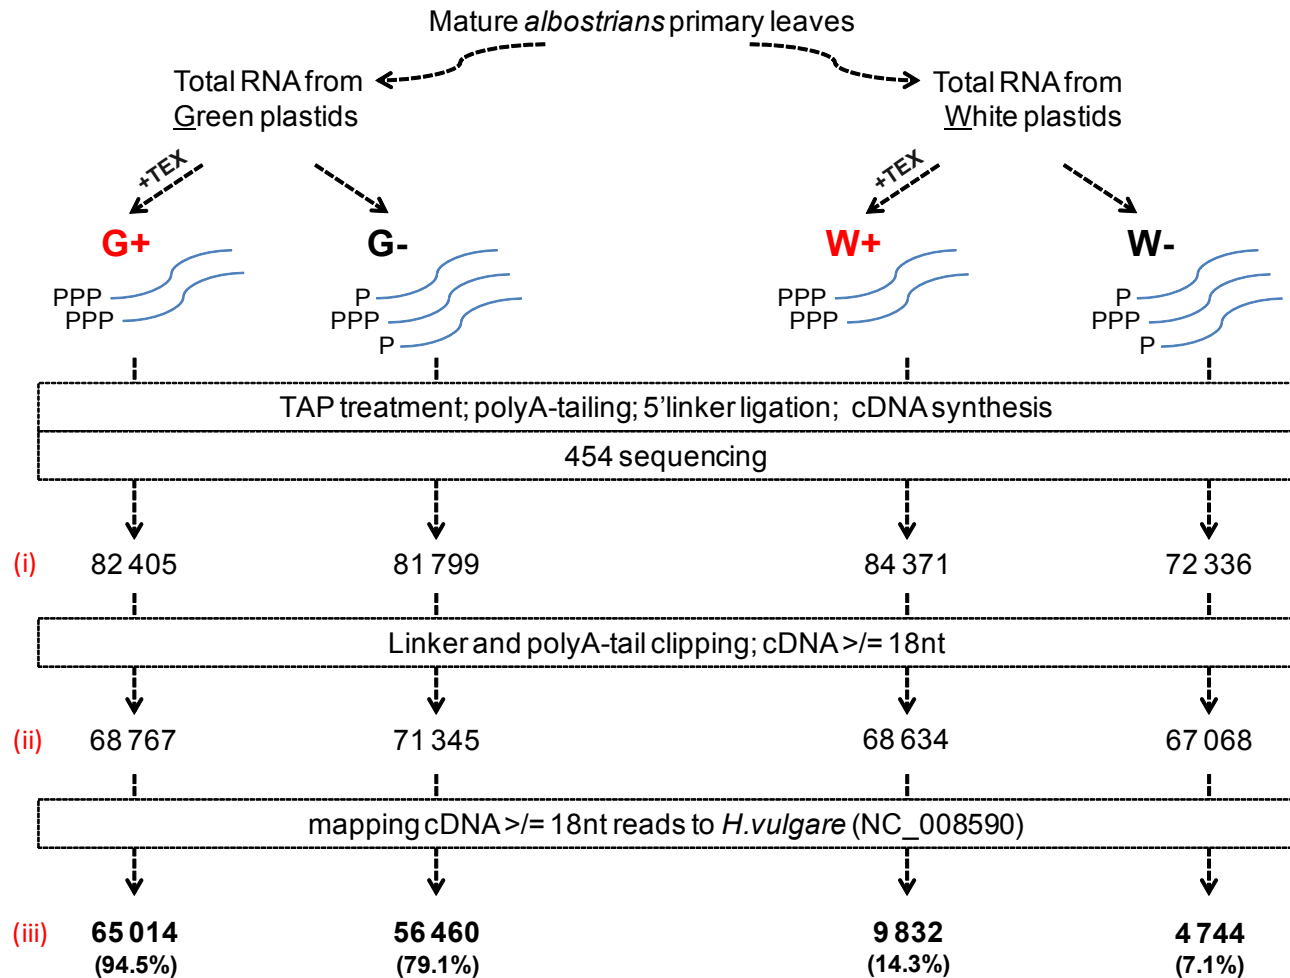 Mature albostrians primary leaves
Total RNA from
Green plastids
Total RNA from
White plastids
+TEX
+TEX
G+
G-
W+
W-
PPP
PPP
P
PPP
P
PPP
PPP
P
PPP
P
TAP treatment; polyA-tailing; 5'linker ligation; cDNA synthesis
454 sequencing
(i) 82 405 81 799 84 371 72 336
Linker and polyA-tail clipping; cDNA >/= 18nt
(ii) 68 767 71 345 68 634 67 068
mapping cDNA >/= 18nt reads to H.vulgare (NC_008590)
(iii) 65 014 56 460 9 832 4 744
(94.5%) (79.1%) (14.3%) (7.1%)